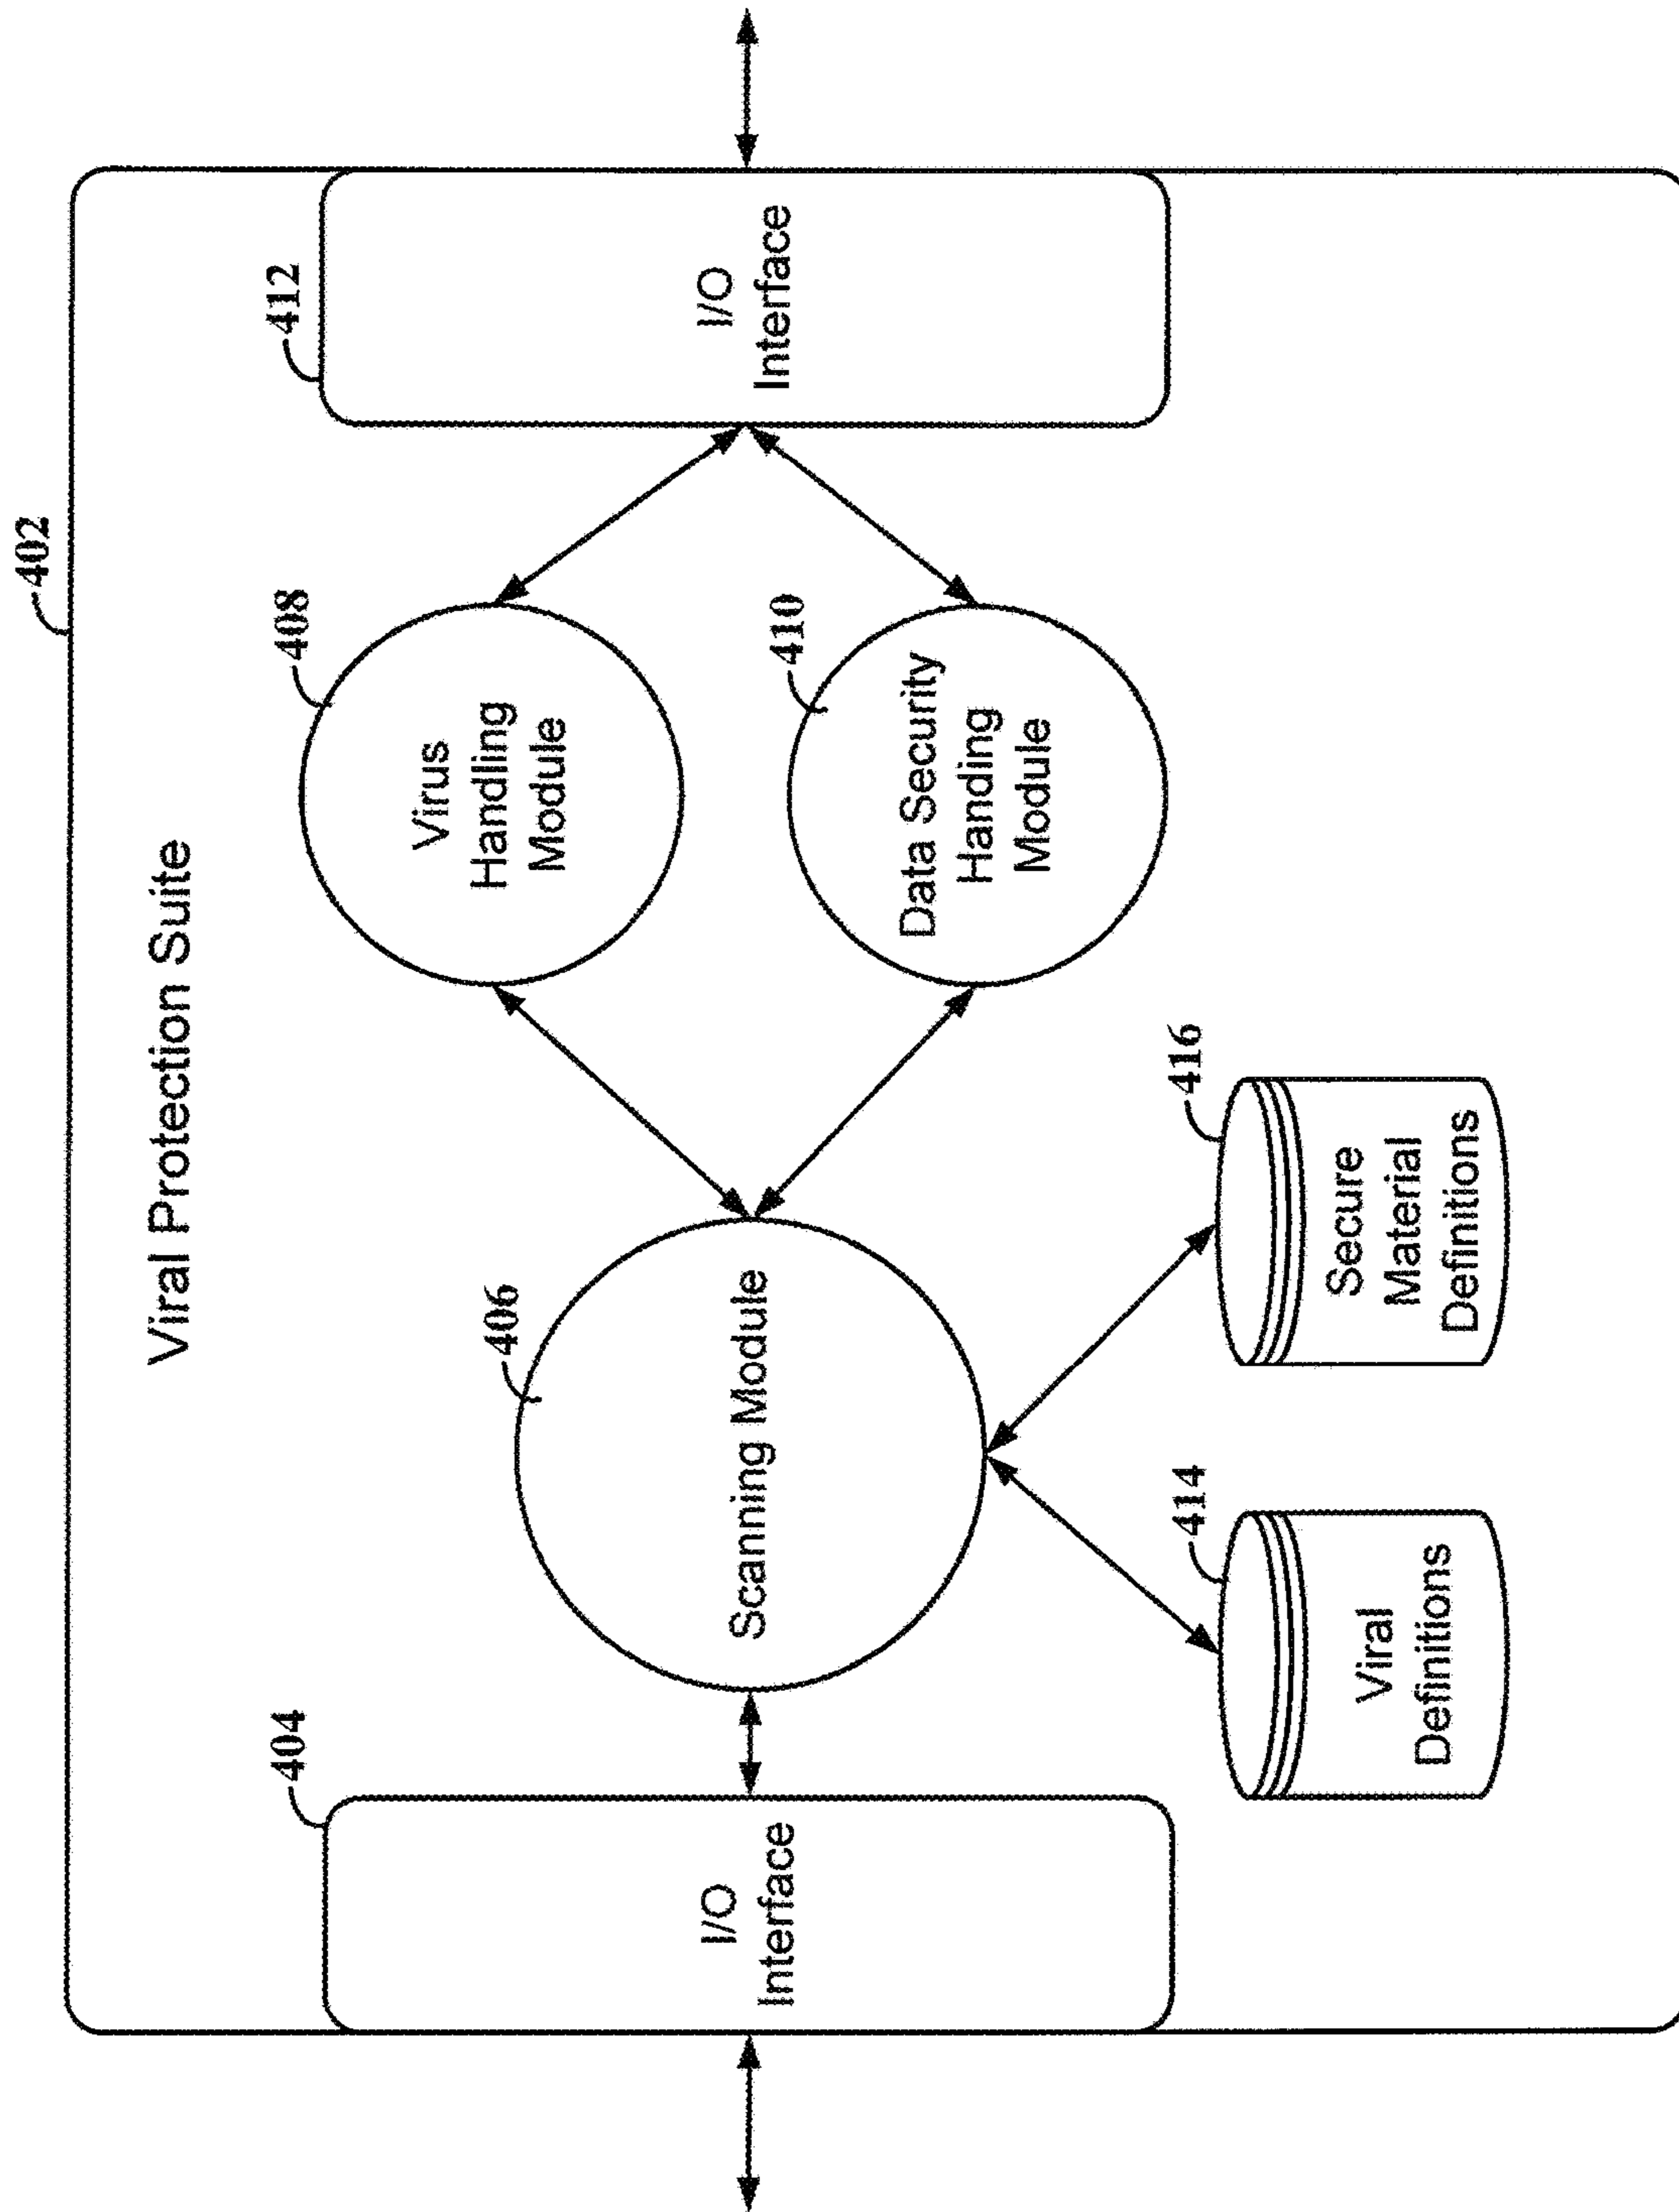 402
Viral Protection Suite
404
I/O
Interface
406
Scanning Module
408
Virus
Handling
Module
410
Data Security
Handing
Module
412
I/O
Interface
414
Viral
Definitions
416
Secure
Material
Definitions